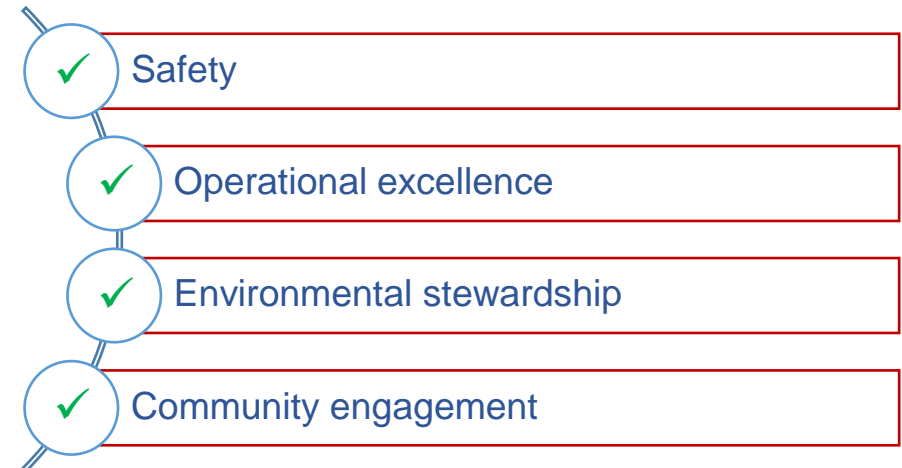 Safety
Operational excellence
Environmental stewardship
Community engagement